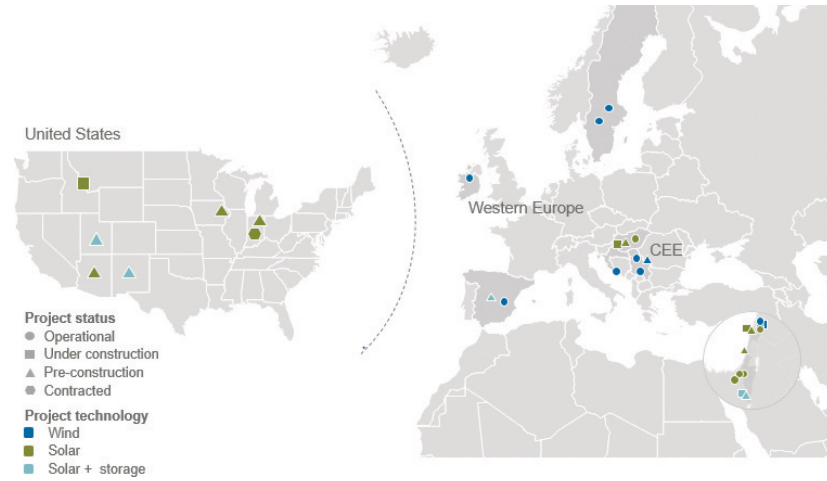 United States
Western Europe
CEE
Project status
Operational
Under construction
Pre-construction
Contracted
Project technology
Wind
Solar
Solar + storage